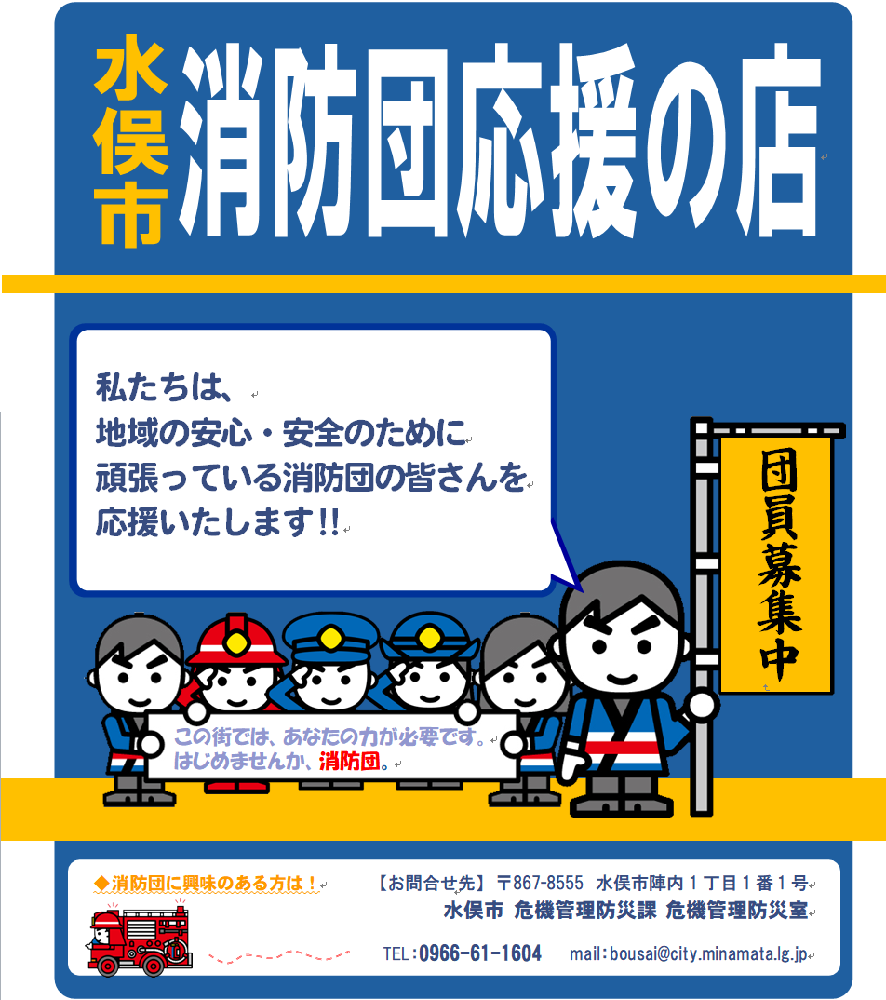 水俣市
消防団応援の店
私たちは、
地域の安心・安全のために
頑張っている消防団の皆さんを
応援いたします!!
団員募集中
この街では、あなたの力が必要です。
はじめませんか、消防団。
◆消防団に興味のある方は！
【お問合せ先】 〒867-8555 水俣市陣内１丁目１番１号
水俣市 危機管理防災課 危機管理防災室
TEL：0966-61-1604 mail：bousai@city.minamata.lg.jp